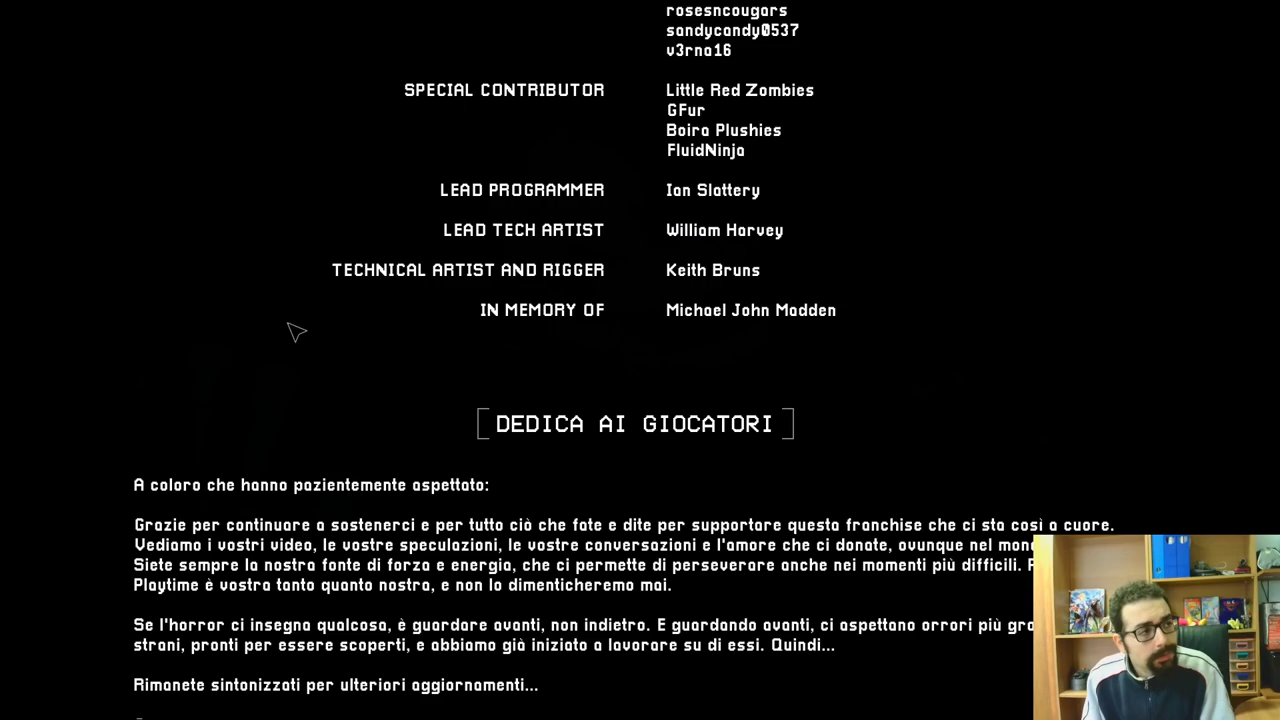 rosesncougars
sandycandy0537
v3rna16
SPECIAL CONTRIBUTOR Little Red Zombies
GFur
Boira Plushies
FluidNinja
LEAD PROGRAMMER Ian Slattery
LEAD TECH ARTIST William Harvey
TECHNICAL ARTIST AND RIGGER Keith Bruns
IN MEMORY OF Michael John Madden
DEDICA AI GIOCATORI
A coloro che hanno pazientemente aspettato:
Grazie per continuare a sostenerci e per tutto ciò che fate e dite per supportare questa franchise che ci sta così a cuore.
Vediamo i vostri video, le vostre speculazioni, le vostre conversazioni e l'amore che ci donate, ovunque nel
Siete sempre la nostra fonte di forza e energia, che ci permette di perseverare anche nei momenti più difficili.
Playtime è vostra tanto quanto nostra, e non lo dimenticheremo mai.
Se l'horror ci insegna qualcosa, è guardare avanti, non indietro. E guardando avanti, ci aspettano orrori più
strani, pronti per essere scoperti, e abbiamo già iniziato a lavorare su di essi. Quindi...
Rimanete sintonizzati per ulteriori aggiornamenti...